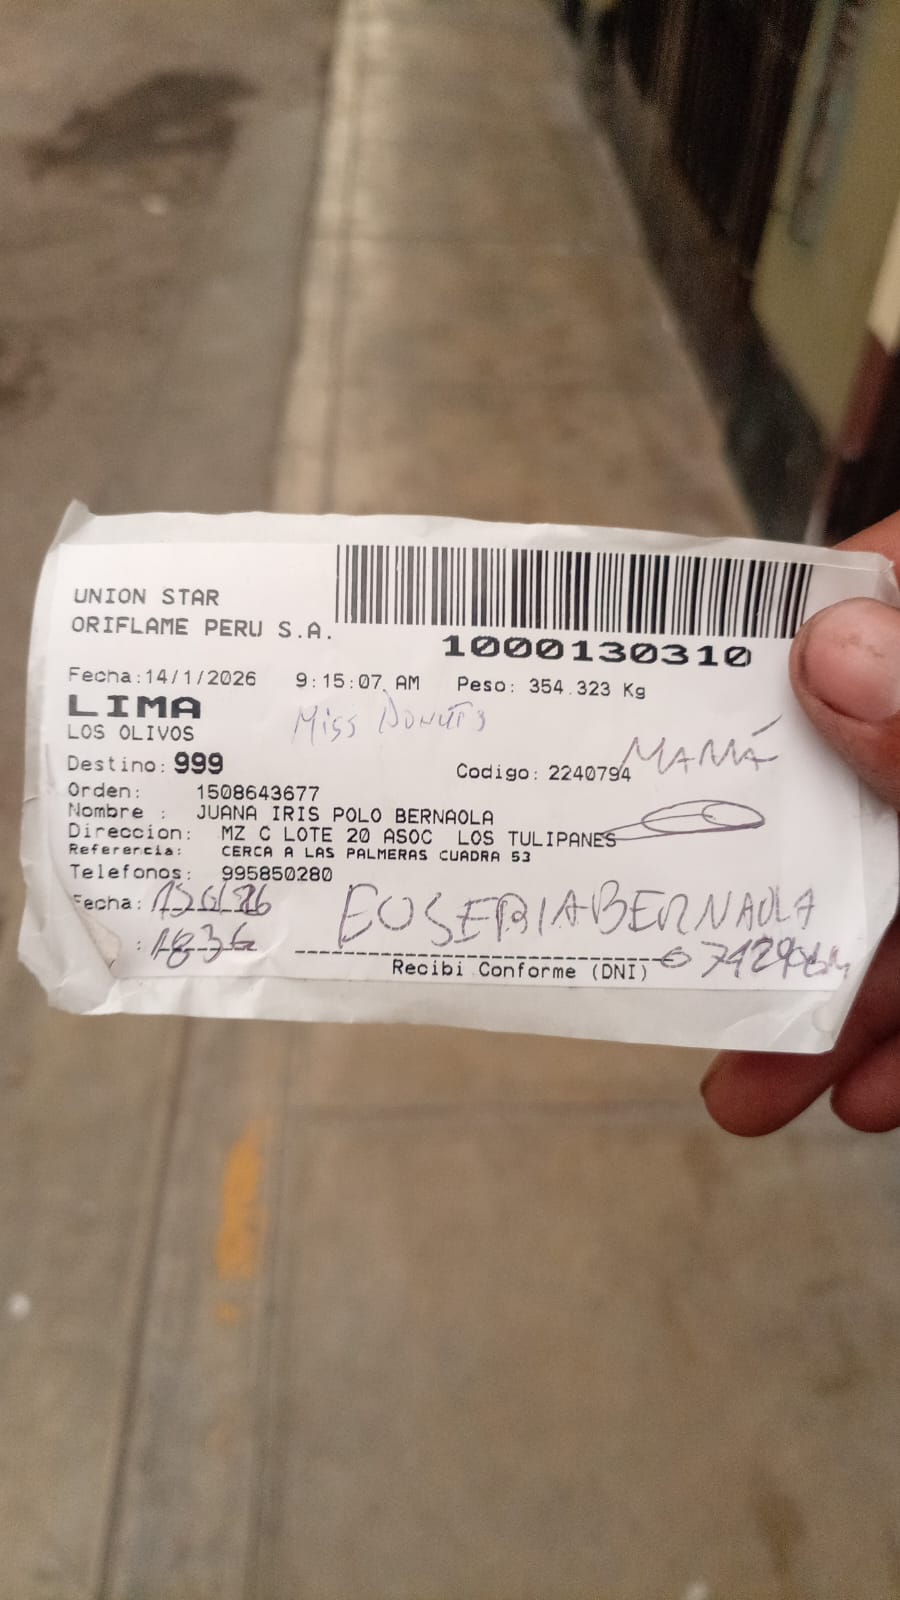 UNION STAR
ORIFLAME PERU S.A.
1000130310
Fecha:14/1/2026 9:15:07 AM Peso: 354.323 Kg
LIMA
Miss Donuts
LOS OLIVOS
MAMÁ
Destino: 999 Codigo: 2240794
Orden: 1508643677
Nombre : JUANA IRIS POLO BERNAOLA
Direccion: MZ C LOTE 20 ASOC LOS TULIPANES
Referencia: CERCA A LAS PALMERAS CUADRA 53
Telefonos: 995850280
Fecha:
EUSEBIA BERNAOLA
: 1836
Recibi Conforme (DNI)